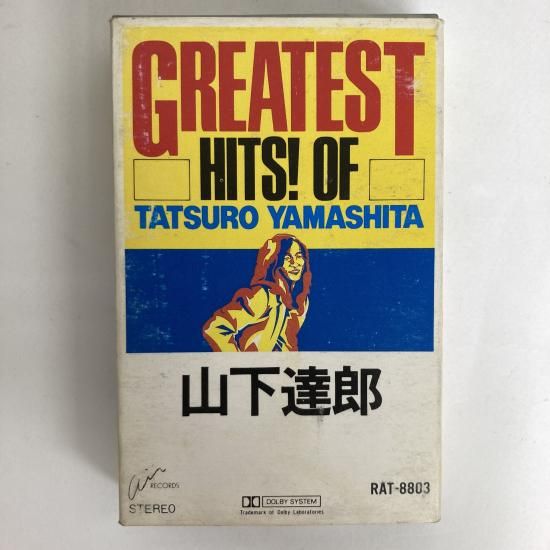 GREATEST
HITS! OF
TATSURO YAMASHITA
山下達郎
air RECORDS
STEREO
DOLBY SYSTEM
Trademark of Dolby Laboratories
RAT-8803